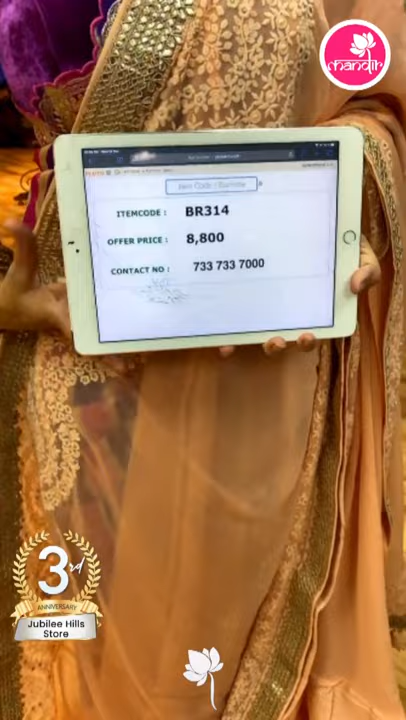 mandir
Item Code / Barcode
ITEMCODE : BR314
OFFER PRICE : 8,800
CONTACT NO : 733 733 7000
3rd
ANNIVERSARY
Jubilee Hills
Store